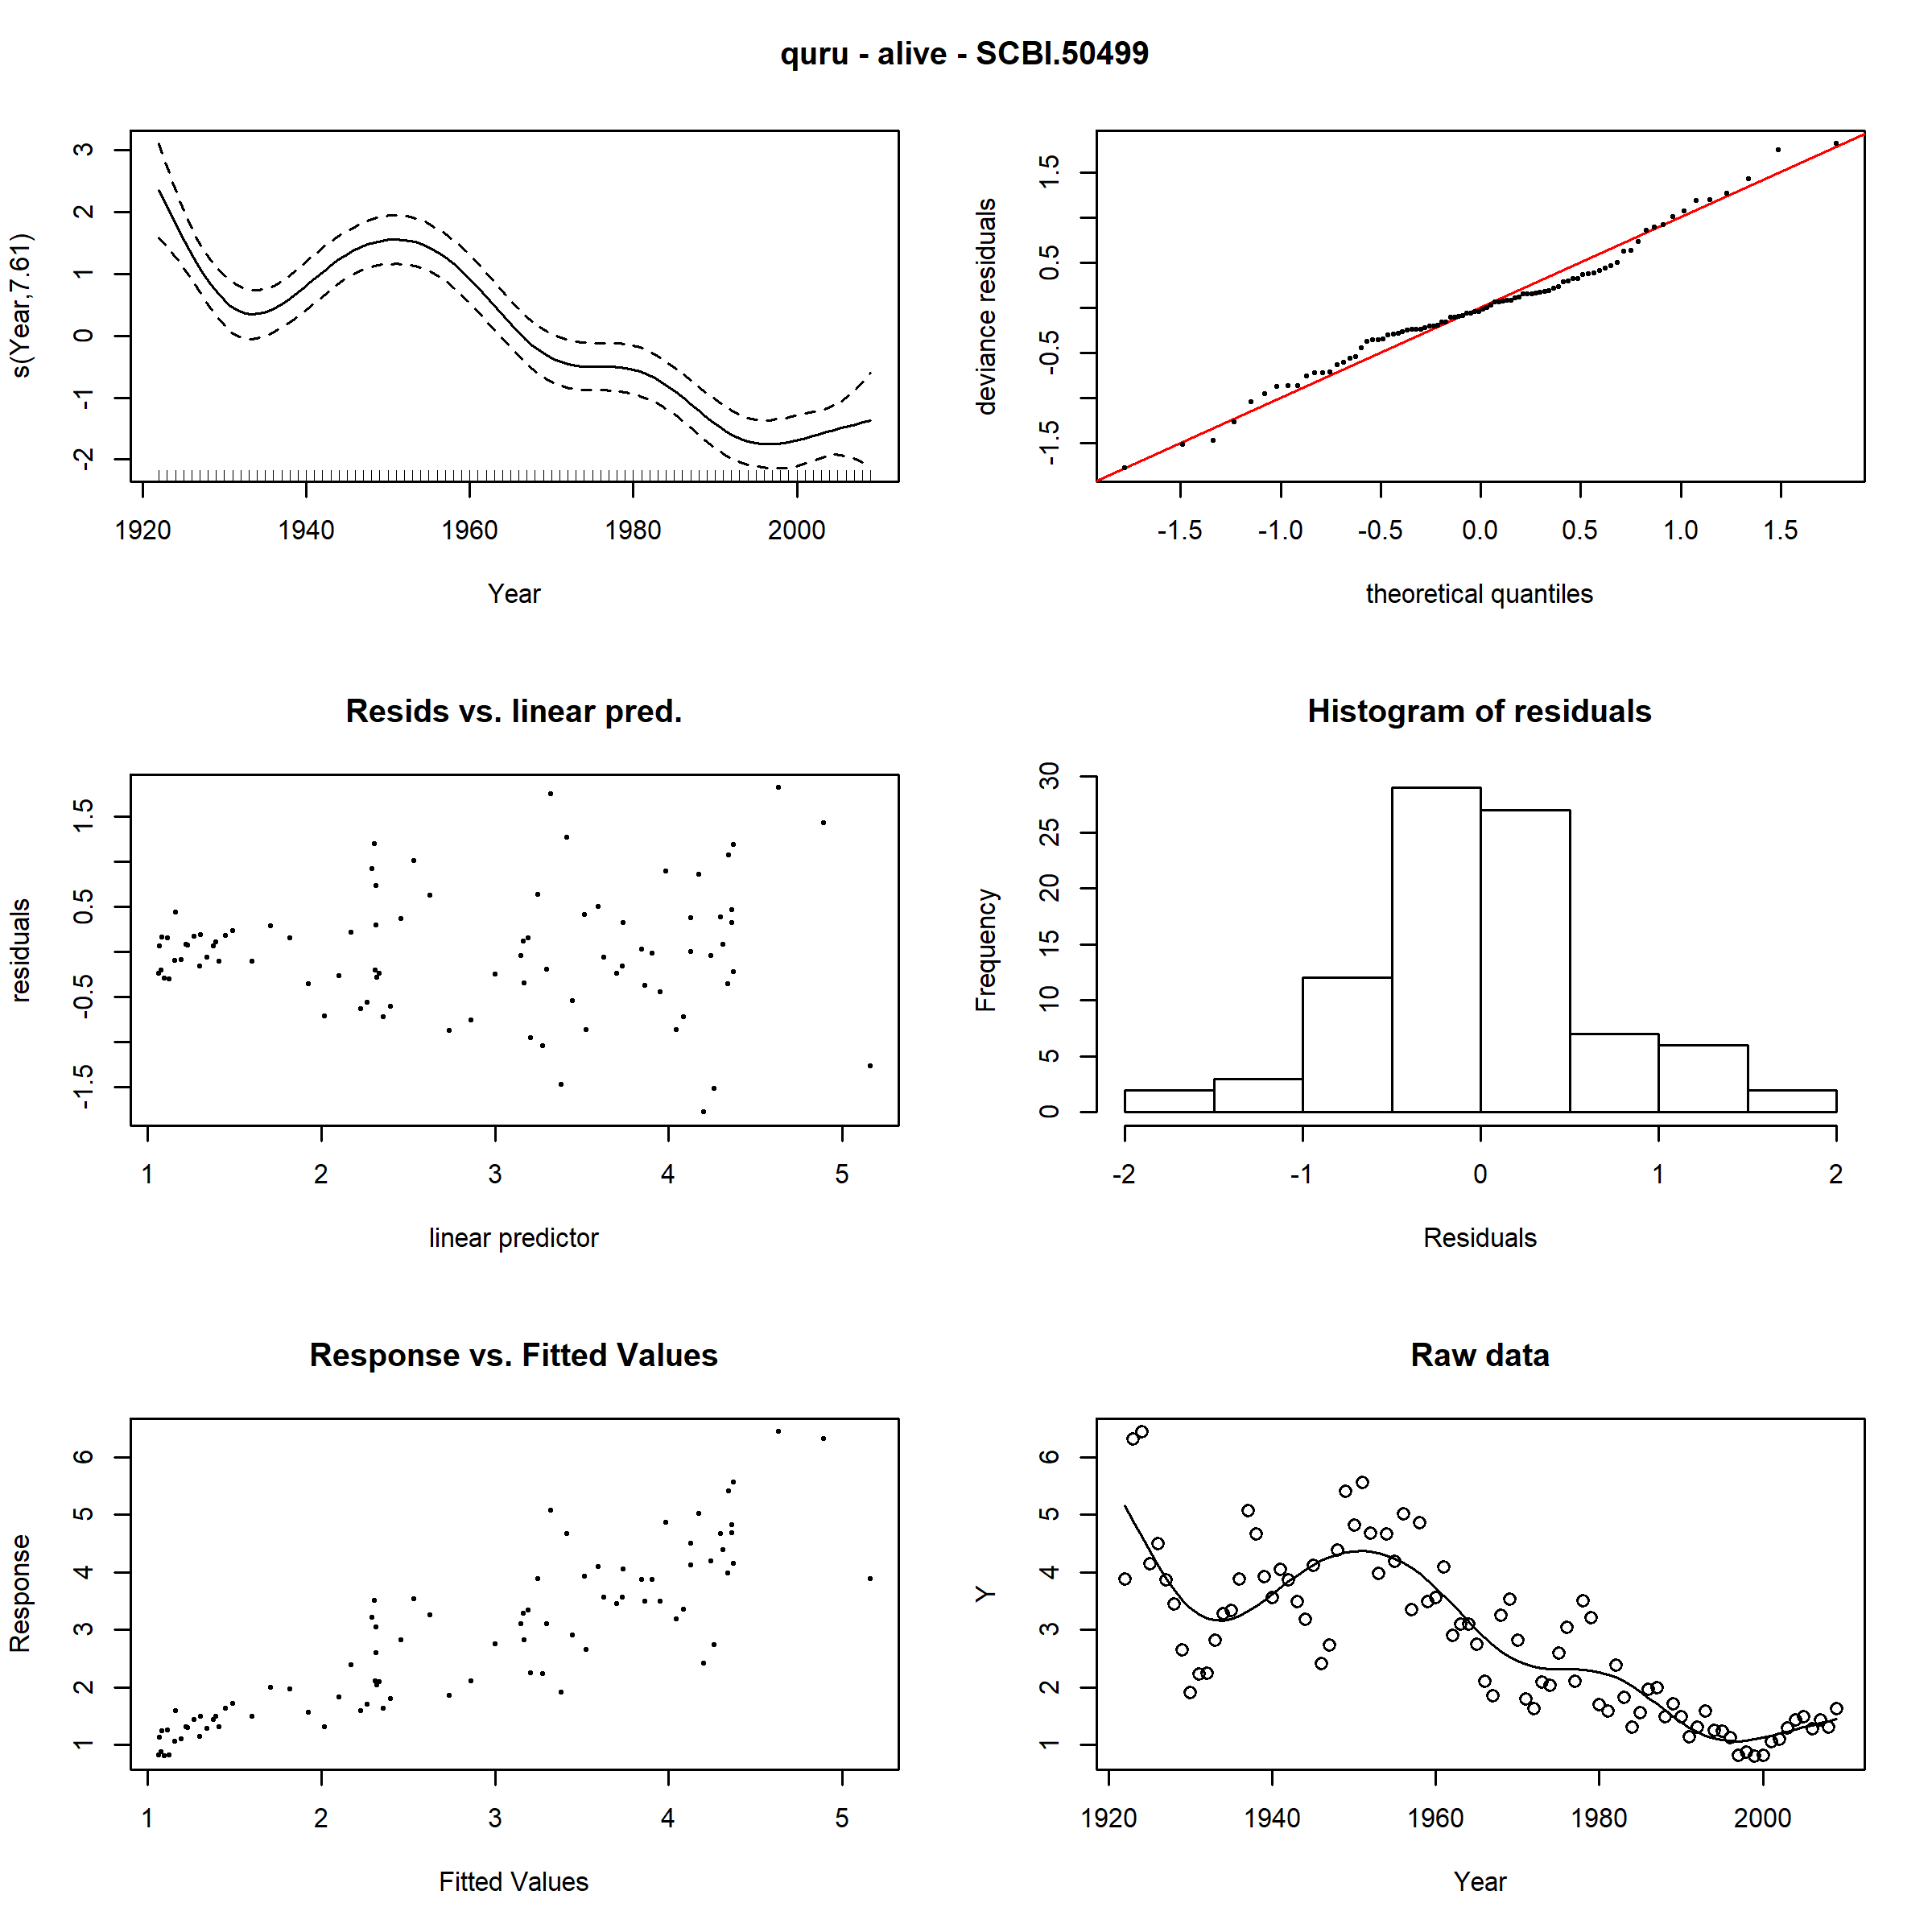 quru - alive - SCBI.50499
s(Year,7.61)
3
2
1
0
-1
-2
1920 1940 1960 1980 2000
Year
deviance residuals
1.5
0.5
-0.5
-1.5
-1.5 -1.0 -0.5 0.0 0.5 1.0 1.5
theoretical quantiles
Resids vs. linear pred.
residuals
1.5
0.5
-0.5
-1.5
1 2 3 4 5
linear predictor
Histogram of residuals
Frequency
30
25
20
15
10
5
0
-2 -1 0 1 2
Residuals
Response vs. Fitted Values
Response
6
5
4
3
2
1
1 2 3 4 5
Fitted Values
Raw data
Y
6
5
4
3
2
1
1920 1940 1960 1980 2000
Year